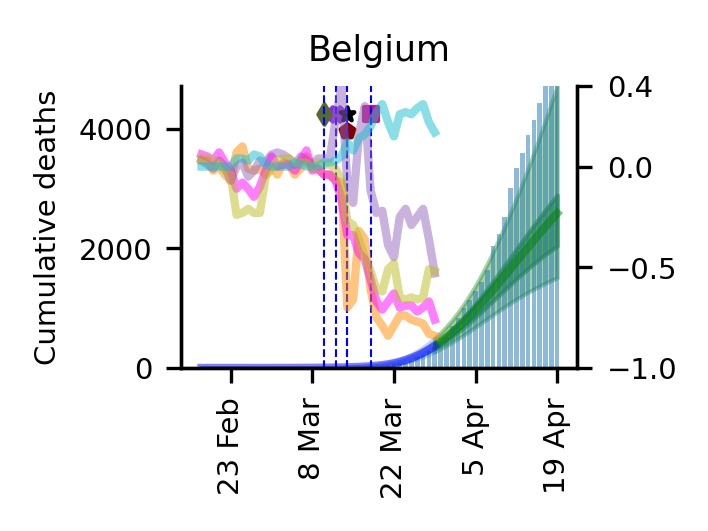 Belgium
Cumulative deaths
4000
2000
0
0.4
0.0
−0.5
−1.0
23 Feb
8 Mar
22 Mar
5 Apr
19 Apr